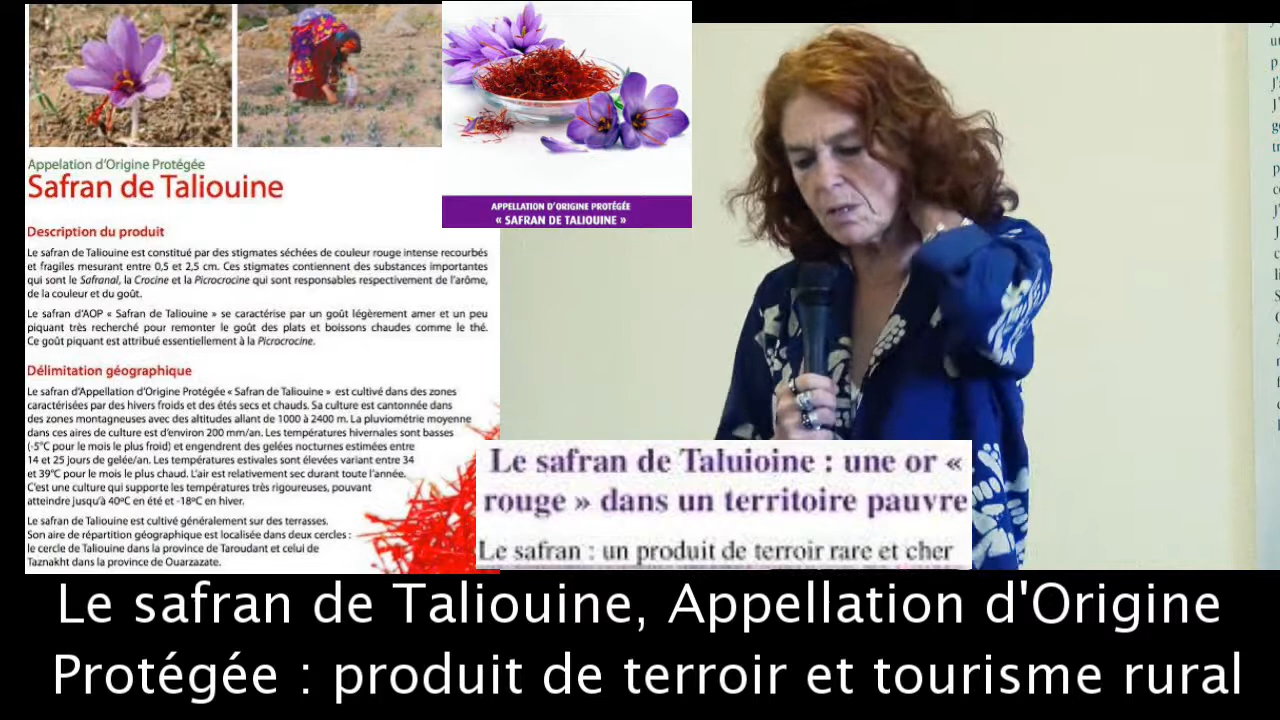 Appelation d'Origine Protégée
Safran de Taliouine
Description du produit
Le safran de Taliouine est constitué par des stigmates séchées de couleur rouge intense recourbés
et fragiles mesurant entre 0,5 et 2,5 cm. Ces stigmates contiennent des substances importantes
qui sont le Safranal, la Crocine et la Picrocrocine qui sont responsables respectivement de l'arôme,
de la couleur et du goût.
Le safran d'AOP « Safran de Taliouine » se caractérise par un goût légèrement amer et un peu
piquant très recherché pour remonter le goût des plats et boissons chaudes comme le thé.
Ce goût piquant est attribué essentiellement à la Picrocrocine.
Délimitation géographique
Le safran d'Appellation d'Origine Protégée « Safran de Taliouine » est cultivé dans des zones
caractérisées par des hivers froids et des étés secs et chauds. Sa culture est cantonnée dans
des zones montagneuses avec des altitudes allant de 1000 à 2400 m. La pluviométrie moyenne
dans ces aires de culture est d'environ 200 mm/an. Les températures hivernales sont basses
(-5°C pour le mois le plus froid) et engendrent des gelées nocturnes estimées entre
14 et 25 jours de gelée/an. Les températures estivales sont élevées variant entre 34
et 39°C pour le mois le plus chaud. L'air est relativement sec durant toute l'année.
C'est une culture qui supporte les températures très rigoureuses, pouvant
atteindre jusqu'à 40°C en été et -18°C en hiver.
Le safran de Taliouine est cultivé généralement sur des terrasses.
Son aire de répartition géographique est localisée dans deux cercles :
le cercle de Taliouine dans la province de Taroudant et celui de
Taznakht dans la province de Ouarzazate.
APPELLATION D'ORIGINE PROTÉGÉE
« SAFRAN DE TALIOUINE »
Le safran de Taluioine : une or «
rouge » dans un territoire pauvre
Le safran : un produit de terroir rare et cher
Le safran de Taliouine, Appellation d'Origine
Protégée : produit de terroir et tourisme rural